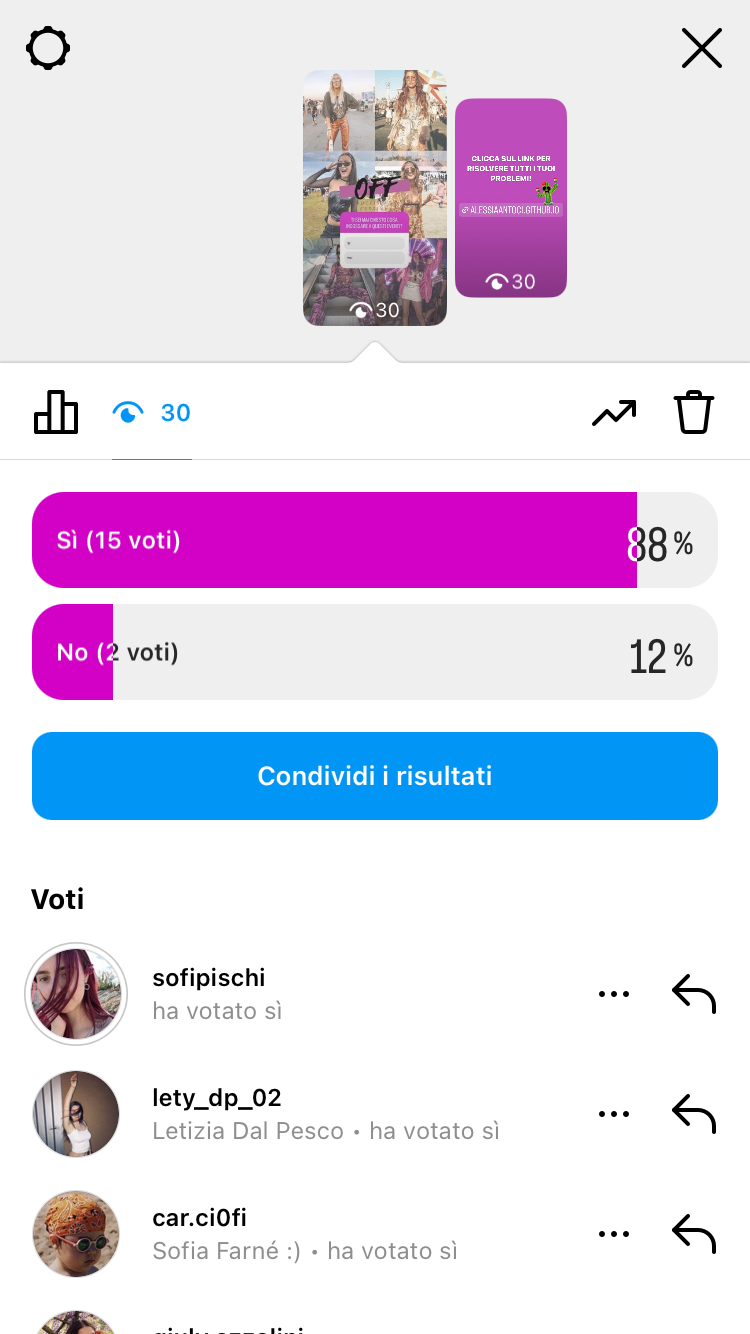 OFF
30
CLICCA SUL LINK PER
RISOLVERE TUTTI I TUOI
PROBLEMI!
ALESSIAANTOCI.GITHUB.IO
30
30
Sì (15 voti)
88 %
No (2 voti)
12 %
Condividi i risultati
Voti
sofipischi
ha votato sì
lety_dp_02
Letizia Dal Pesco • ha votato sì
car.ci0fi
Sofia Farné :) • ha votato sì